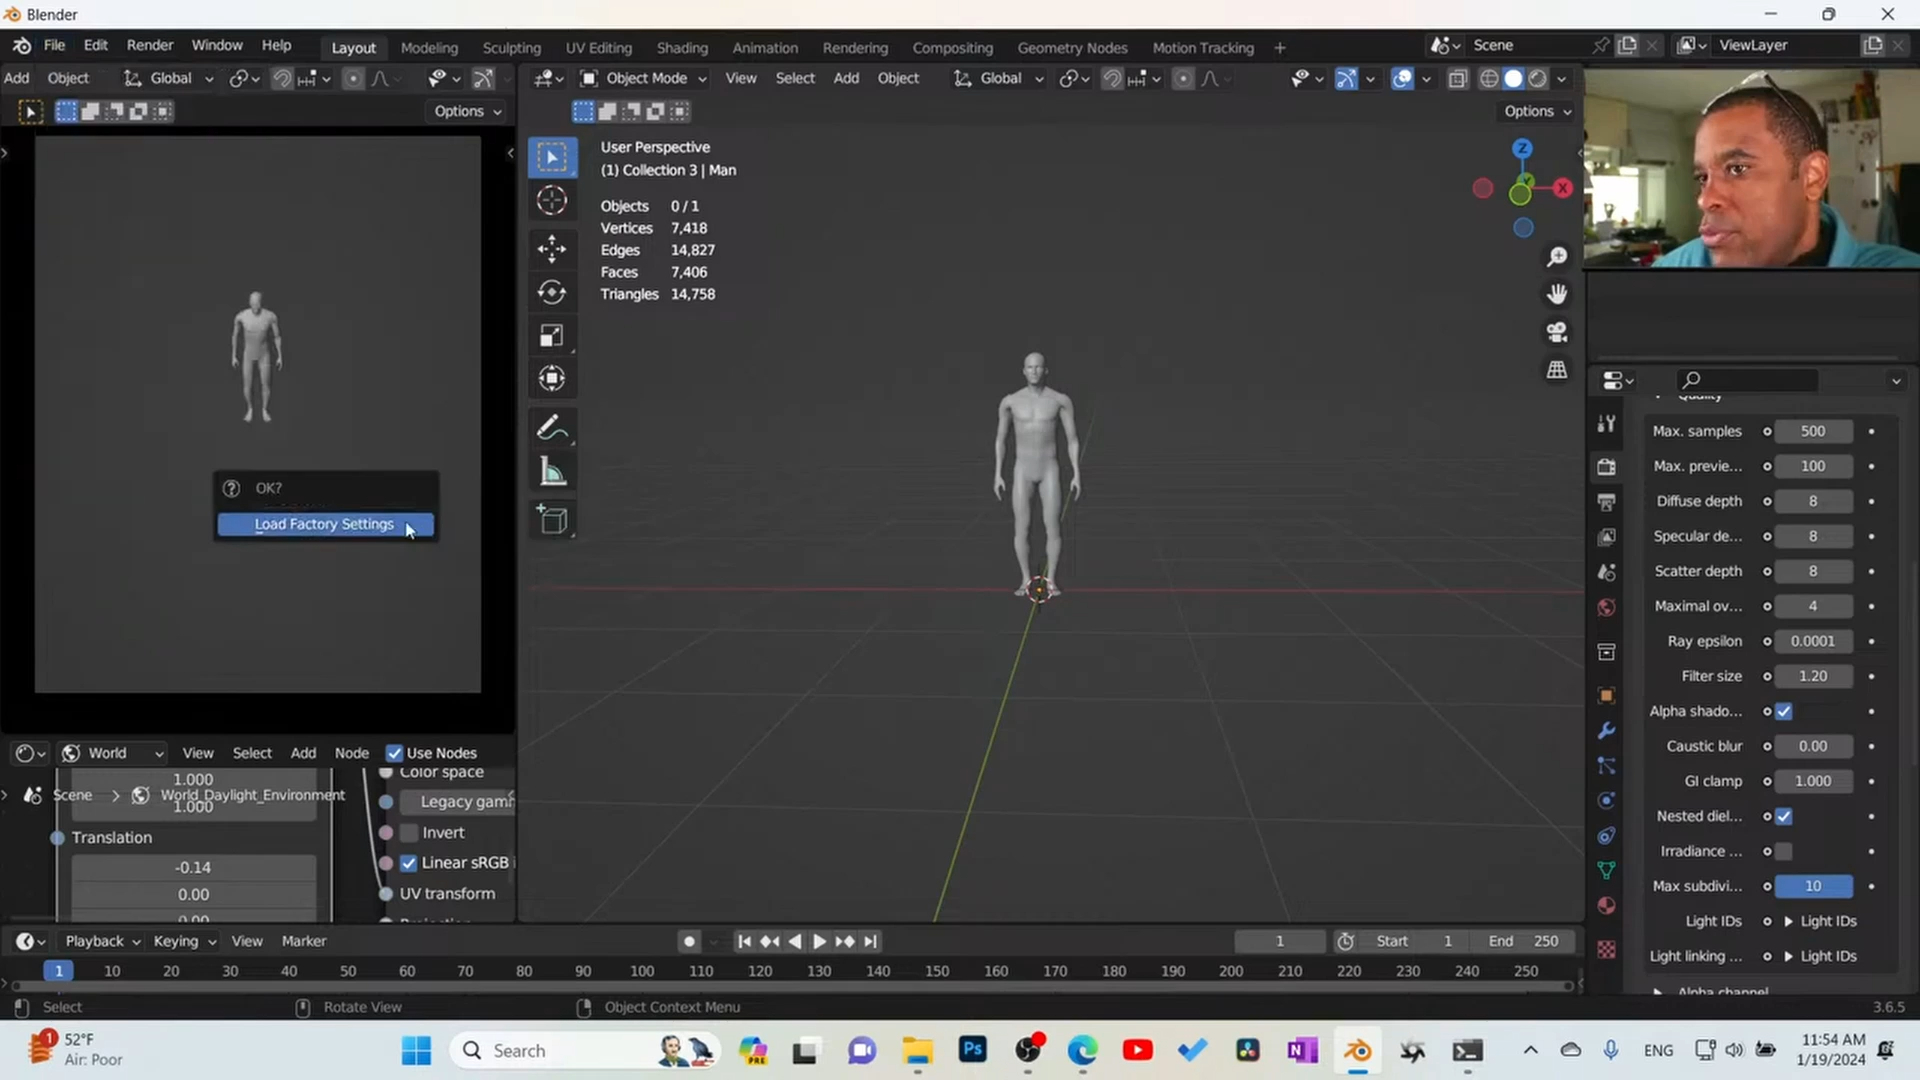 Blender
File Edit Render Window Help Layout Modeling Sculpting UV Editing Shading Animation Rendering Compositing Geometry Nodes Motion Tracking + Scene ViewLayer
Add Object Global Object Mode View Select Add Object Global
Options Options
User Perspective
(1) Collection 3 | Man
Objects 0 / 1
Vertices 7,418
Edges 14,827
Faces 7,406
Triangles 14,758
Z
Y
X
OK?
Load Factory Settings
Quality
Max. samples 500
Max. previe... 100
Diffuse depth 8
Specular de... 8
Scatter depth 8
Maximal ov... 4
Ray epsilon 0.0001
Filter size 1.20
Alpha shado...
Caustic blur 0.00
GI clamp 1.000
Nested diel...
Irradiance ...
Max subdivi... 10
Light IDs Light IDs
Light linking ... Light IDs
Alpha channel
World View Select Add Node Use Nodes
1.000
Scene World_Daylight_Environment
1.000
Translation
-0.14
0.00
0.00
Color space
Legacy gam
Invert
Linear sRGB i
UV transform
Projection
Playback Keying View Marker 1 Start 1 End 250
1 10 20 30 40 50 60 70 80 90 100 110 120 130 140 150 160 170 180 190 200 210 220 230 240 250
Select Rotate View Object Context Menu 3.6.5
1
52°F
Air: Poor
Search
PRE
Ps
N
ENG
11:54 AM
1/19/2024